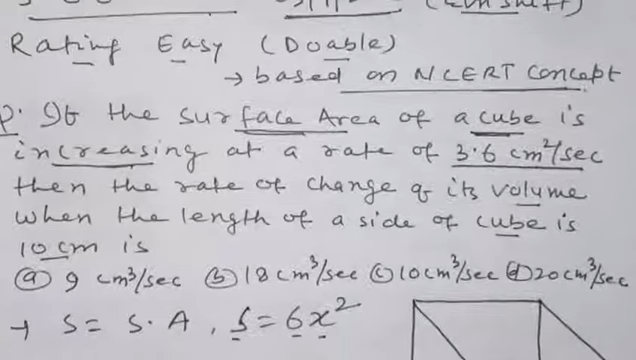 (2nd shift)
Rating Easy (Doable)
→ based on NCERT Concept
P. If the surface Area of a cube is
increasing at a rate of 3.6 cm²/sec
then the rate of change of its volume
when the length of a side of cube is
10 cm is
(a) 9 cm³/sec (b) 18 cm³/sec (c) 10 cm³/sec (d) 20 cm³/sec
→ S = S.A, S = 6x²